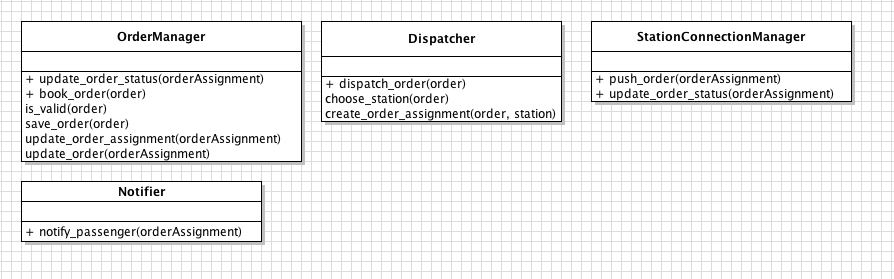 OrderManager
+ update_order_status(orderAssignment)
+ book_order(order)
is_valid(order)
save_order(order)
update_order_assignment(orderAssignment)
update_order(orderAssignment)
Dispatcher
+ dispatch_order(order)
choose_station(order)
create_order_assignment(order, station)
StationConnectionManager
+ push_order(orderAssignment)
+ update_order_status(orderAssignment)
Notifier
+ notify_passenger(orderAssignment)